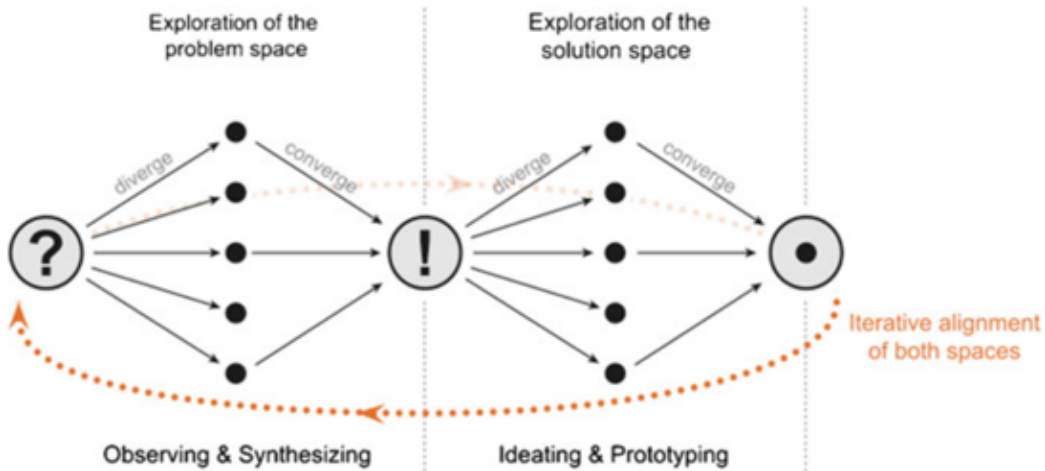 Exploration of the
problem space
Exploration of the
solution space
diverge
converge
diverge
converge
?
!
Iterative alignment
of both spaces
Observing & Synthesizing
Ideating & Prototyping